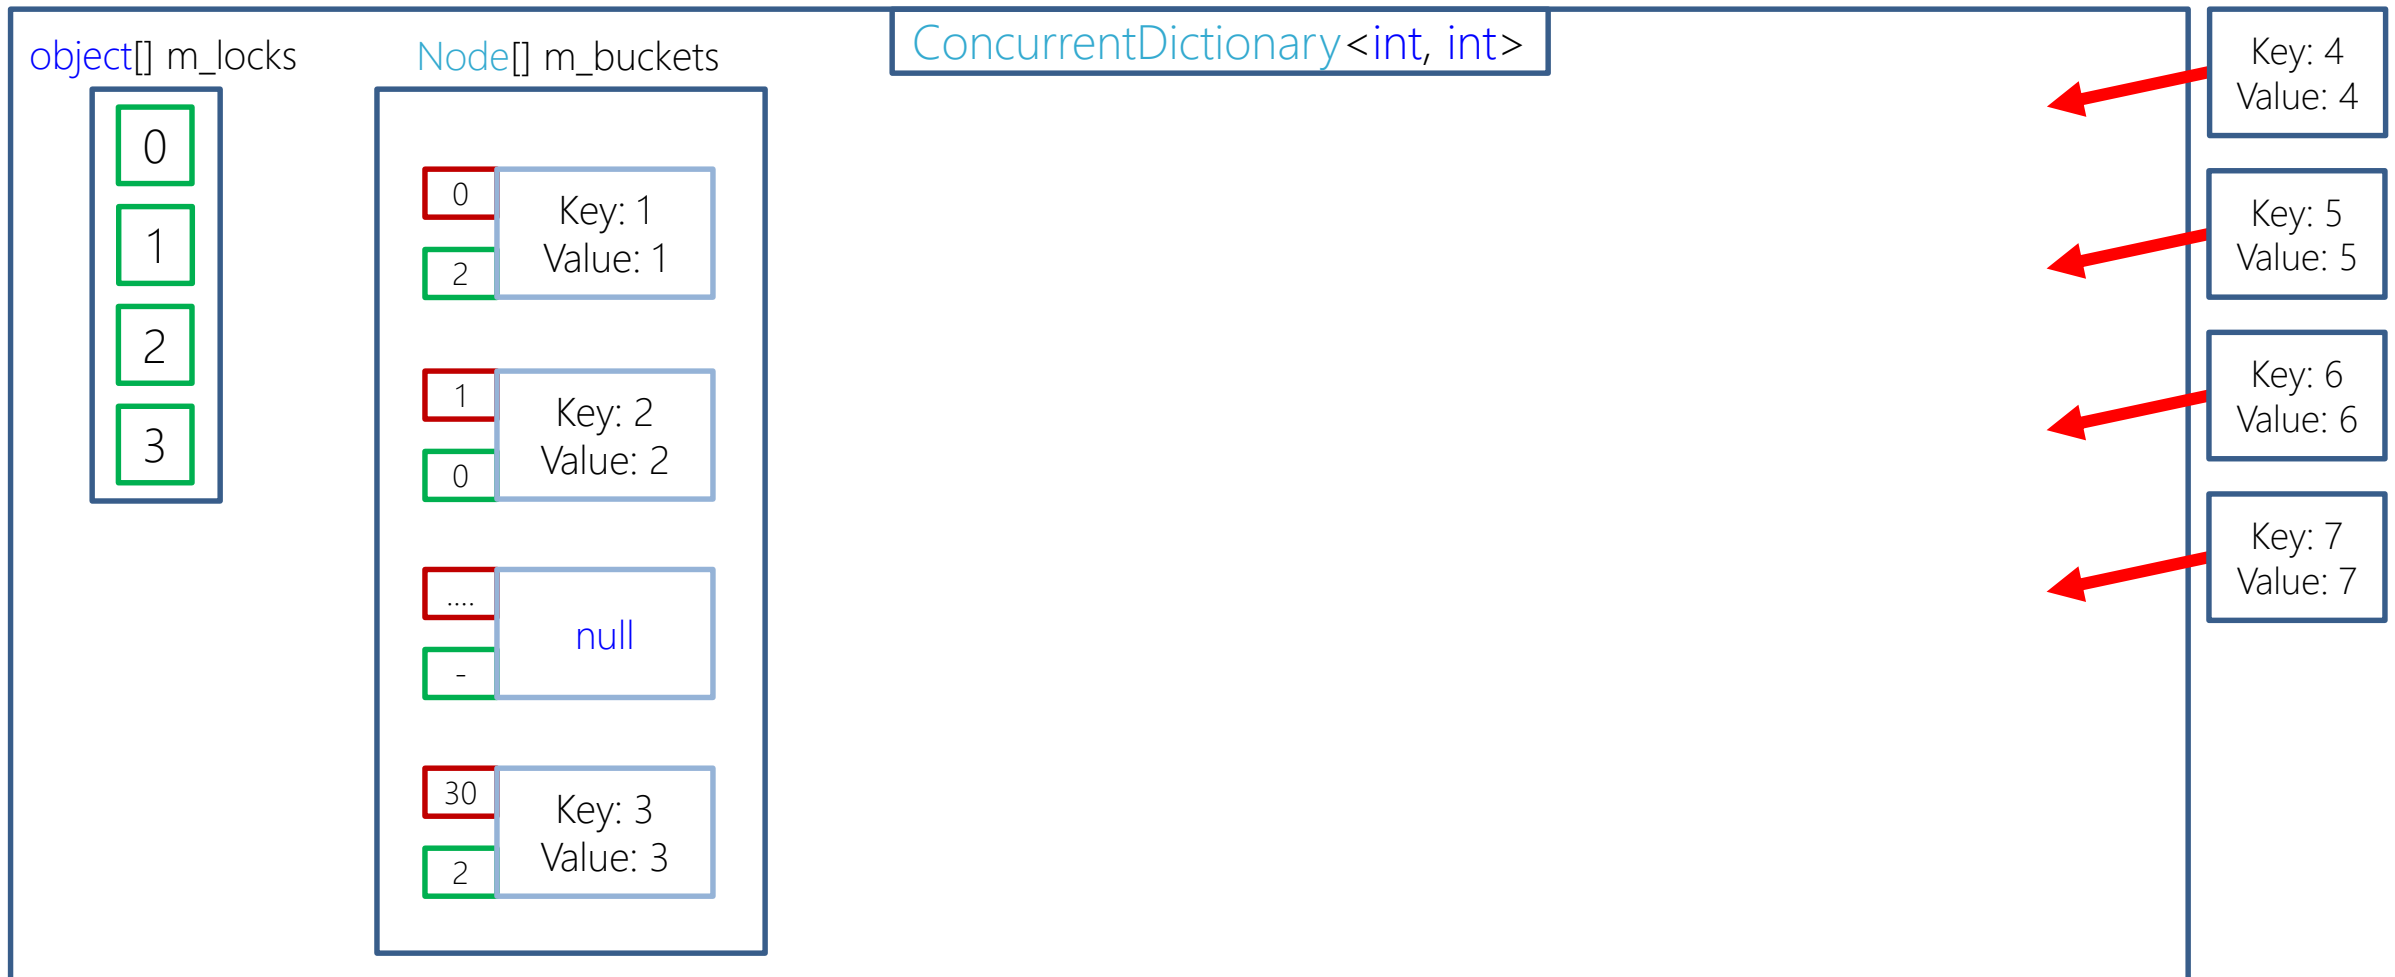 ConcurrentDictionary<int, int>
object[] m_locks
0
1
2
3
Node[] m_buckets
0
Key: 1
Value: 1
2
1
Key: 2
Value: 2
0
....
null
-
30
Key: 3
Value: 3
2
Key: 4
Value: 4
Key: 5
Value: 5
Key: 6
Value: 6
Key: 7
Value: 7